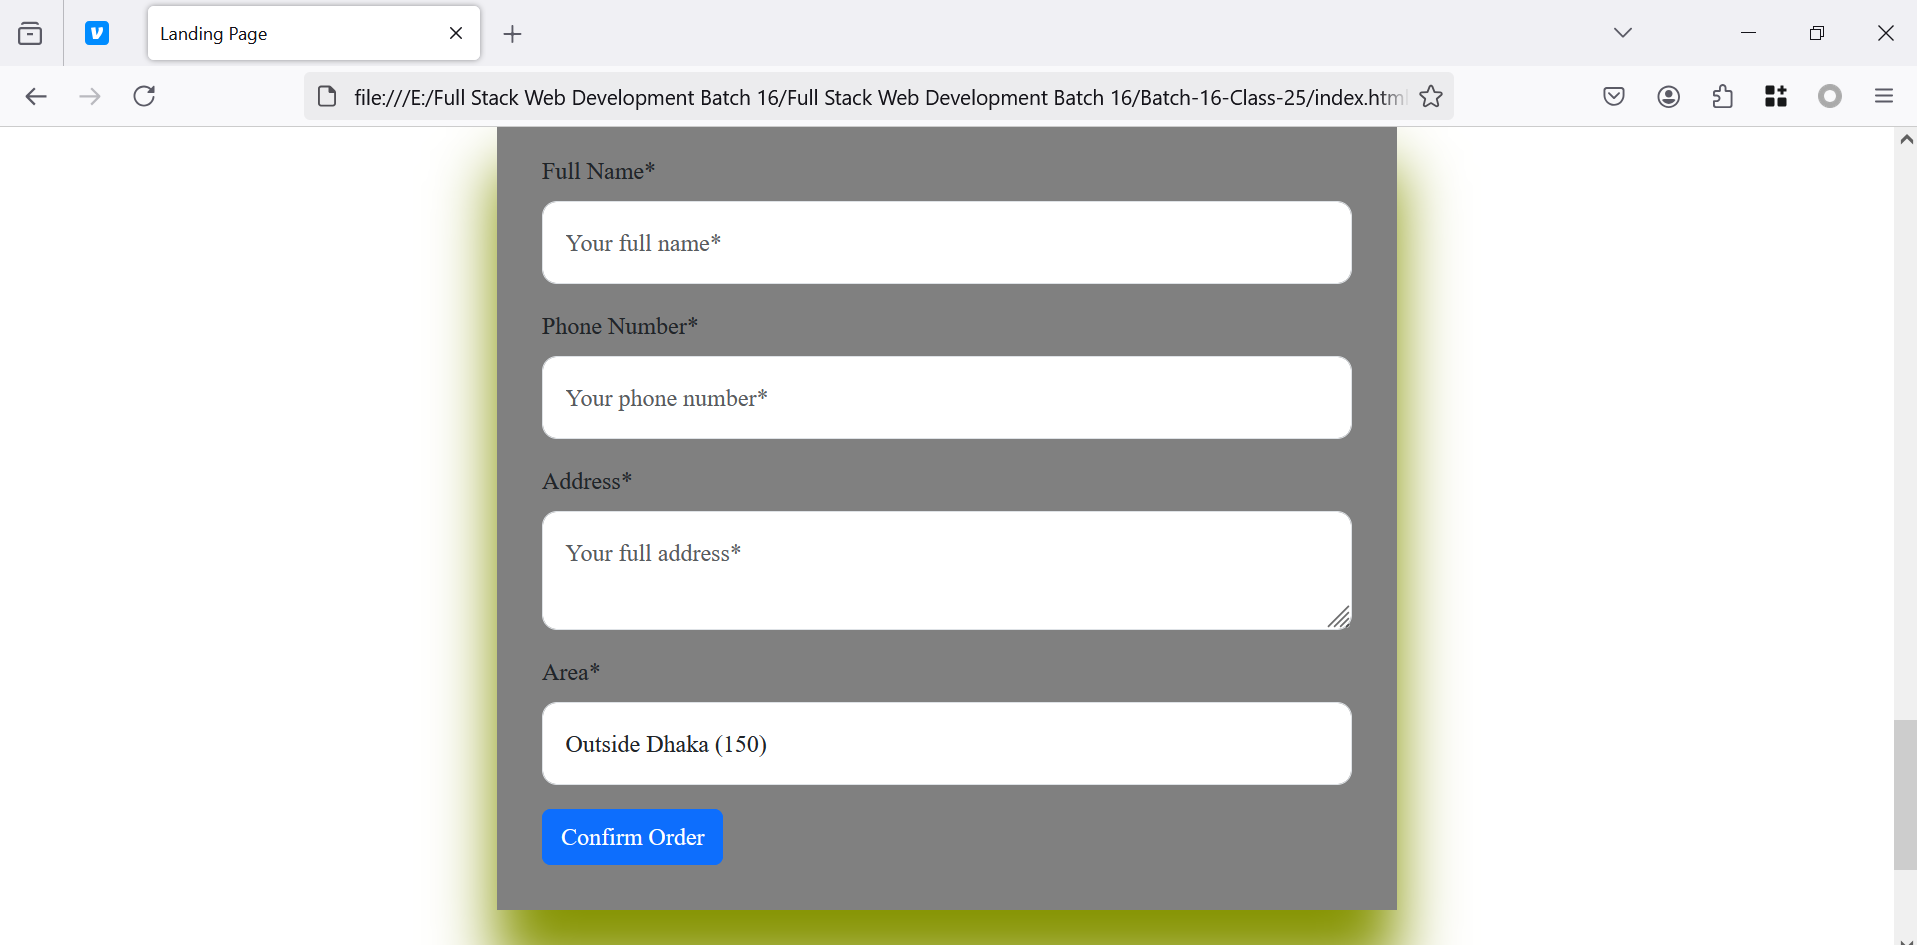 Landing Page
file:///E:/Full Stack Web Development Batch 16/Full Stack Web Development Batch 16/Batch-16-Class-25/index.html
Full Name*
Your full name*
Phone Number*
Your phone number*
Address*
Your full address*
Area*
Outside Dhaka (150)
Confirm Order